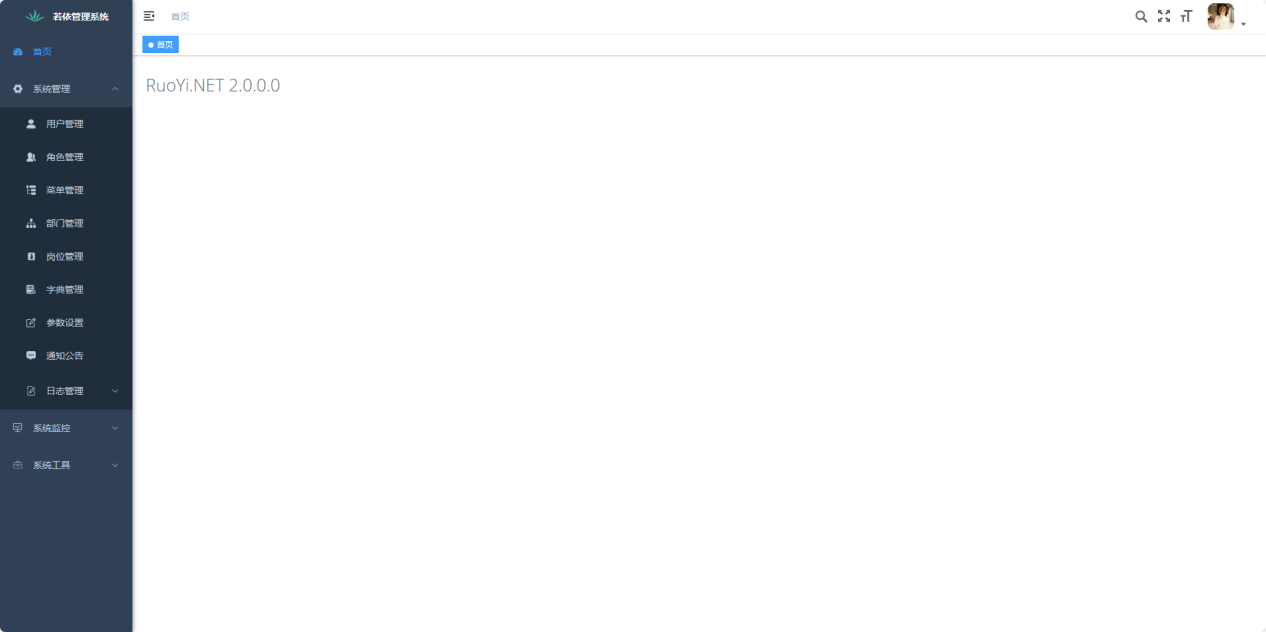 若依管理系统
首页
系统管理
用户管理
角色管理
菜单管理
部门管理
岗位管理
字典管理
参数设置
通知公告
日志管理
系统监控
系统工具
首页
首页
RuoYi.NET 2.0.0.0